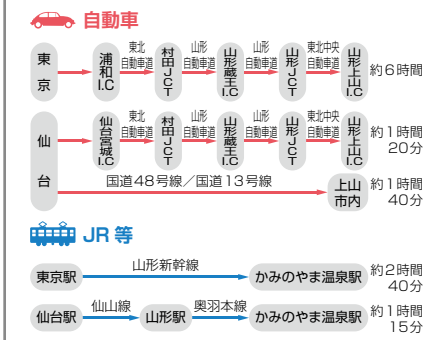 自動車
東京 東北自動車道 浦和I.C 村田JCT 山形自動車道 山形蔵王I.C 山形自動車道 山形JCT 東北中央自動車道 山形上山I.C 約6時間
仙台 東北自動車道 仙台宮城I.C 村田JCT 山形自動車道 山形蔵王I.C 山形自動車道 山形JCT 東北中央自動車道 山形上山I.C 約1時間20分
国道48号線/国道13号線 上山市内 約1時間40分
JR 等
東京駅 山形新幹線 かみのやま温泉駅 約2時間40分
仙台駅 仙山線 山形駅 奥羽本線 かみのやま温泉駅 約1時間15分